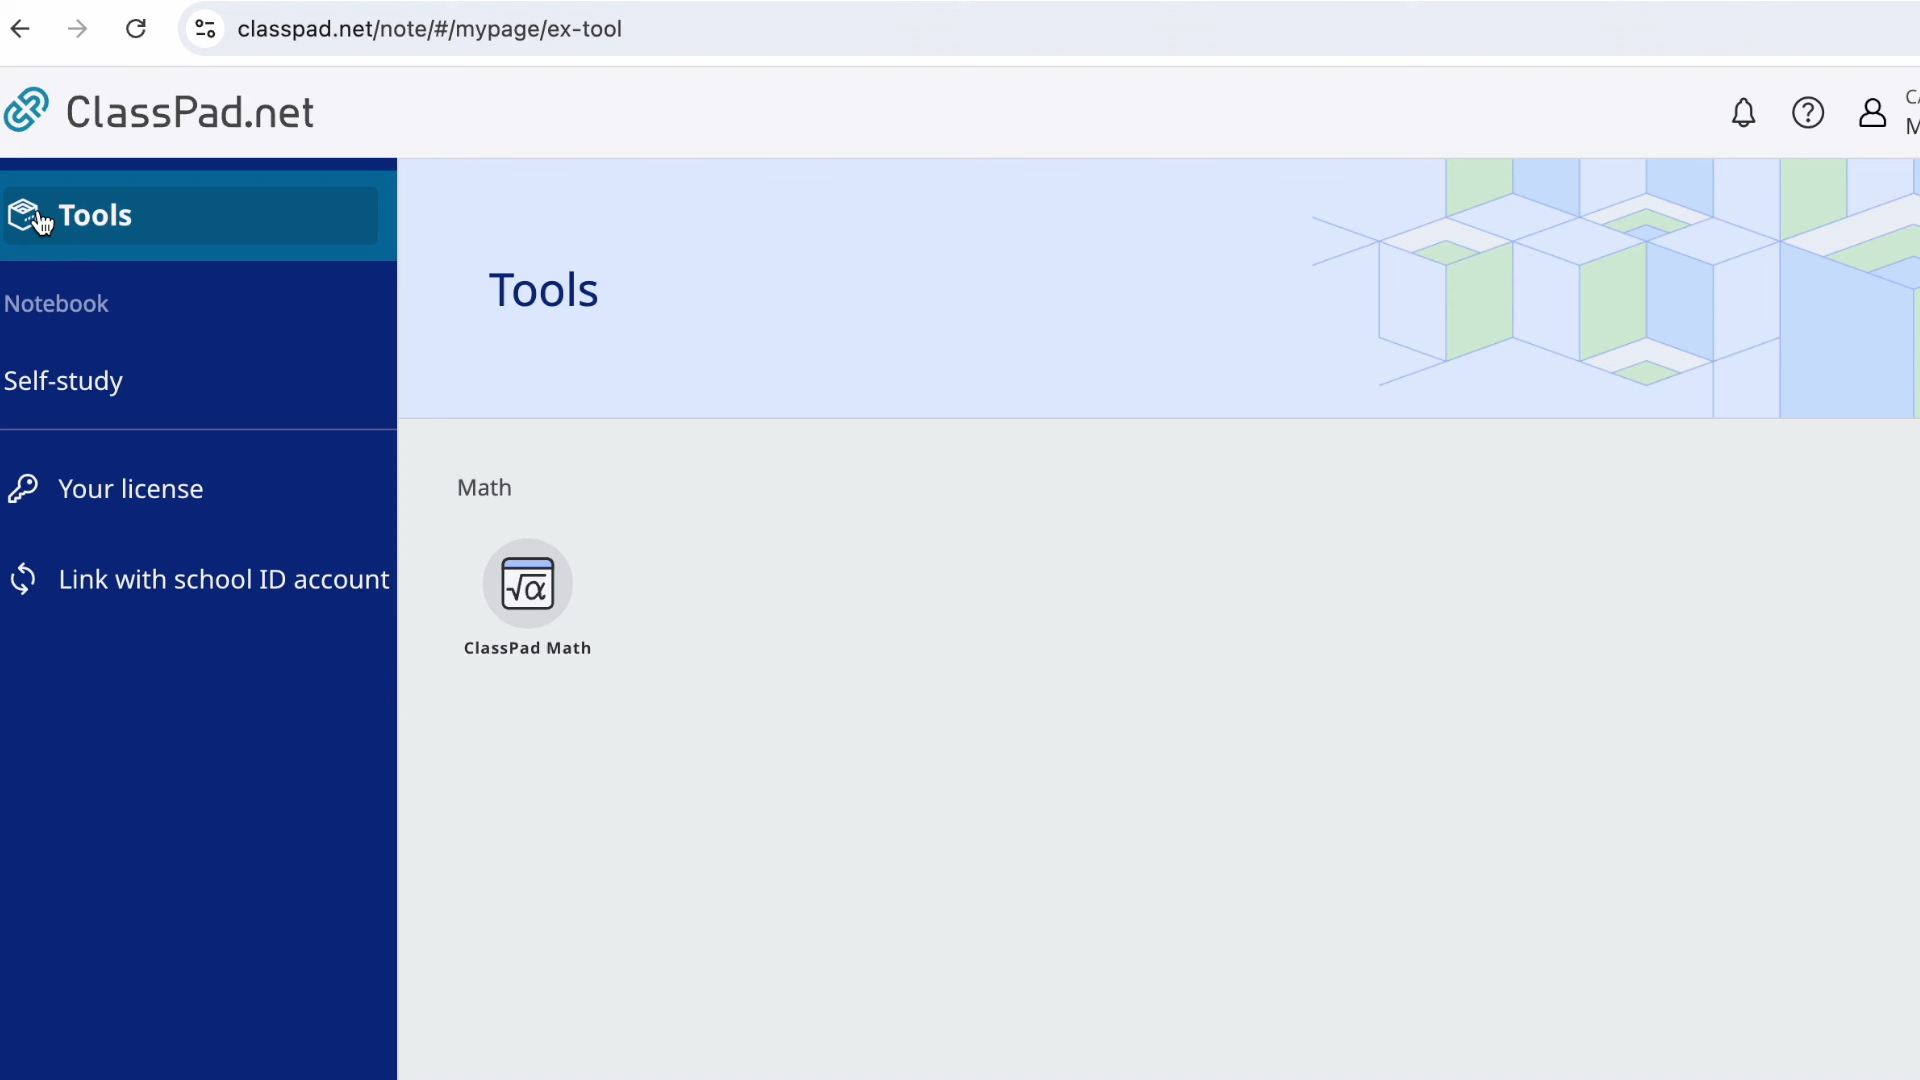 classpad.net/note/#/mypage/ex-tool
ClassPad.net
Tools
Notebook
Self-study
Your license
Link with school ID account
Tools
Math
√α
ClassPad Math